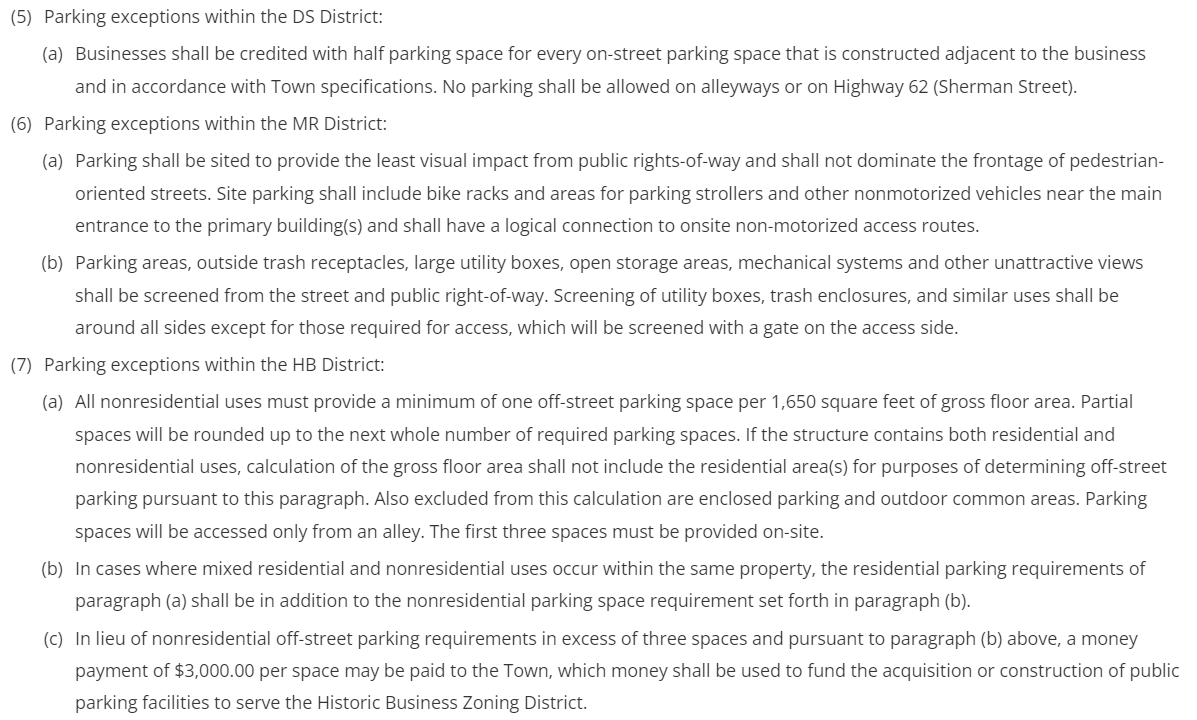 (5) Parking exceptions within the DS District:
(a) Businesses shall be credited with half parking space for every on-street parking space that is constructed adjacent to the business
and in accordance with Town specifications. No parking shall be allowed on alleyways or on Highway 62 (Sherman Street).
(6) Parking exceptions within the MR District:
(a) Parking shall be sited to provide the least visual impact from public rights-of-way and shall not dominate the frontage of pedestrian-
oriented streets. Site parking shall include bike racks and areas for parking strollers and other nonmotorized vehicles near the main
entrance to the primary building(s) and shall have a logical connection to onsite non-motorized access routes.
(b) Parking areas, outside trash receptacles, large utility boxes, open storage areas, mechanical systems and other unattractive views
shall be screened from the street and public right-of-way. Screening of utility boxes, trash enclosures, and similar uses shall be
around all sides except for those required for access, which will be screened with a gate on the access side.
(7) Parking exceptions within the HB District:
(a) All nonresidential uses must provide a minimum of one off-street parking space per 1,650 square feet of gross floor area. Partial
spaces will be rounded up to the next whole number of required parking spaces. If the structure contains both residential and
nonresidential uses, calculation of the gross floor area shall not include the residential area(s) for purposes of determining off-street
parking pursuant to this paragraph. Also excluded from this calculation are enclosed parking and outdoor common areas. Parking
spaces will be accessed only from an alley. The first three spaces must be provided on-site.
(b) In cases where mixed residential and nonresidential uses occur within the same property, the residential parking requirements of
paragraph (a) shall be in addition to the nonresidential parking space requirement set forth in paragraph (b).
(c) In lieu of nonresidential off-street parking requirements in excess of three spaces and pursuant to paragraph (b) above, a money
payment of $3,000.00 per space may be paid to the Town, which money shall be used to fund the acquisition or construction of public
parking facilities to serve the Historic Business Zoning District.